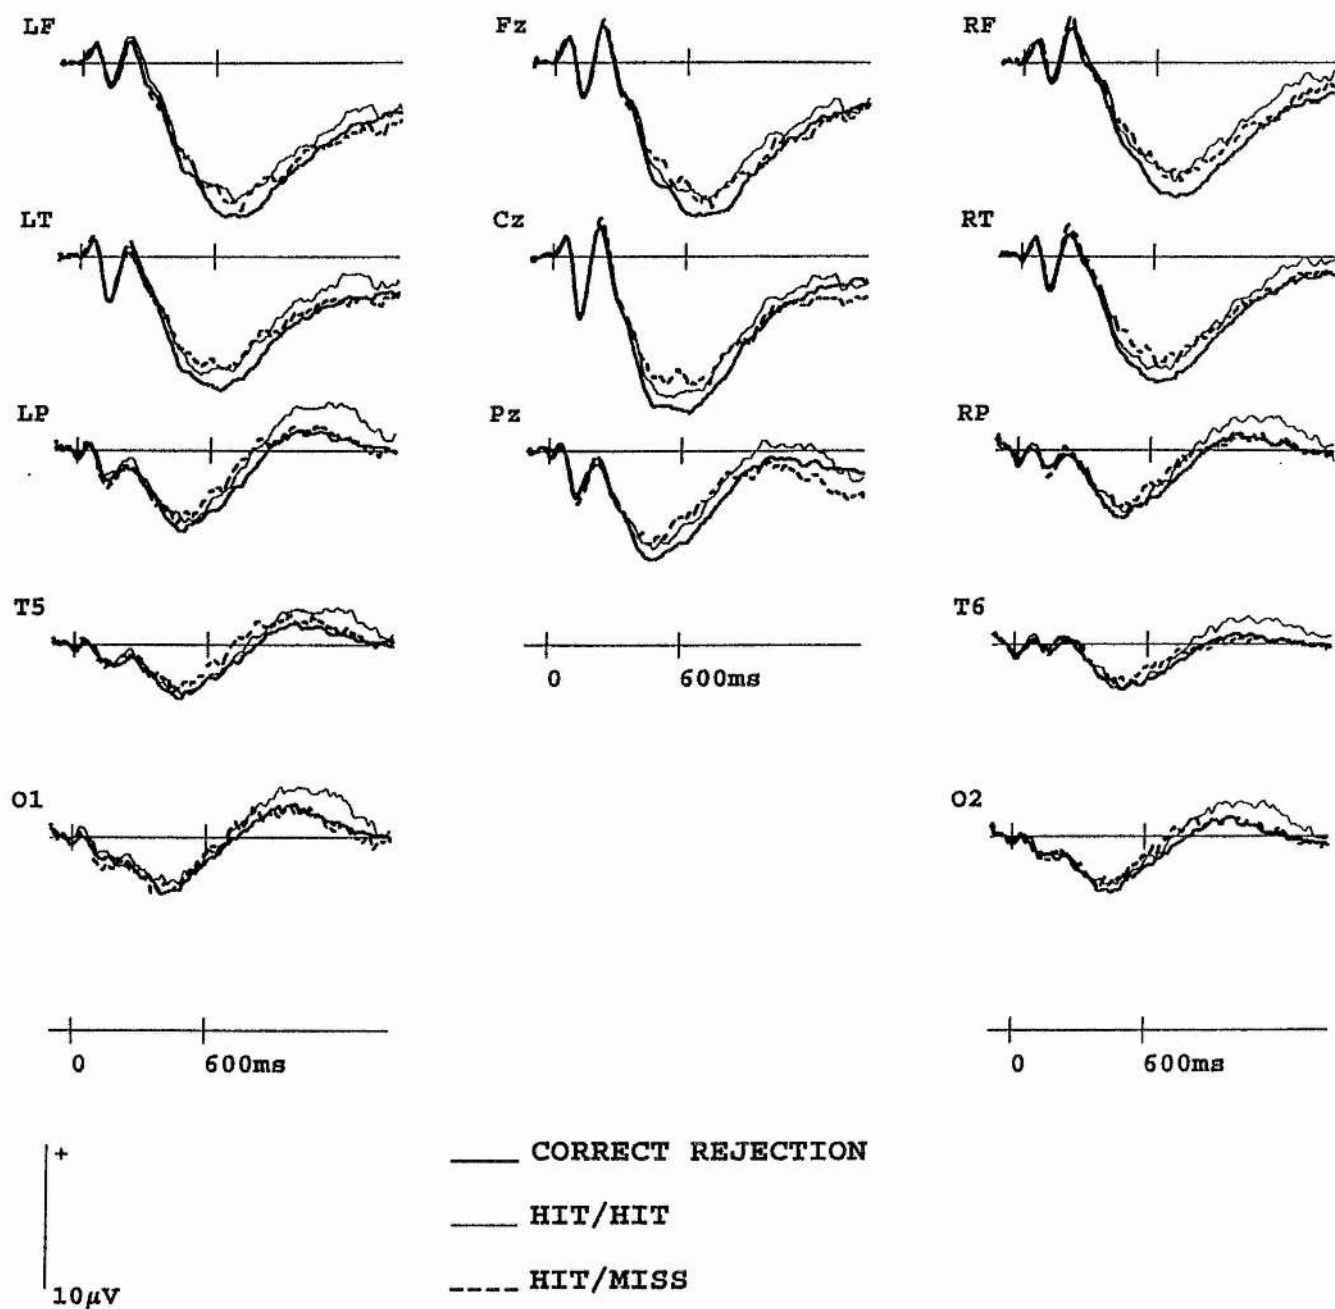 LF Fz RF
LT Cz RT
LP Pz RP
T5 T6
0 600ms
O1 O2
0 600ms 0 600ms
+ CORRECT REJECTION
HIT/HIT
HIT/MISS
10μV